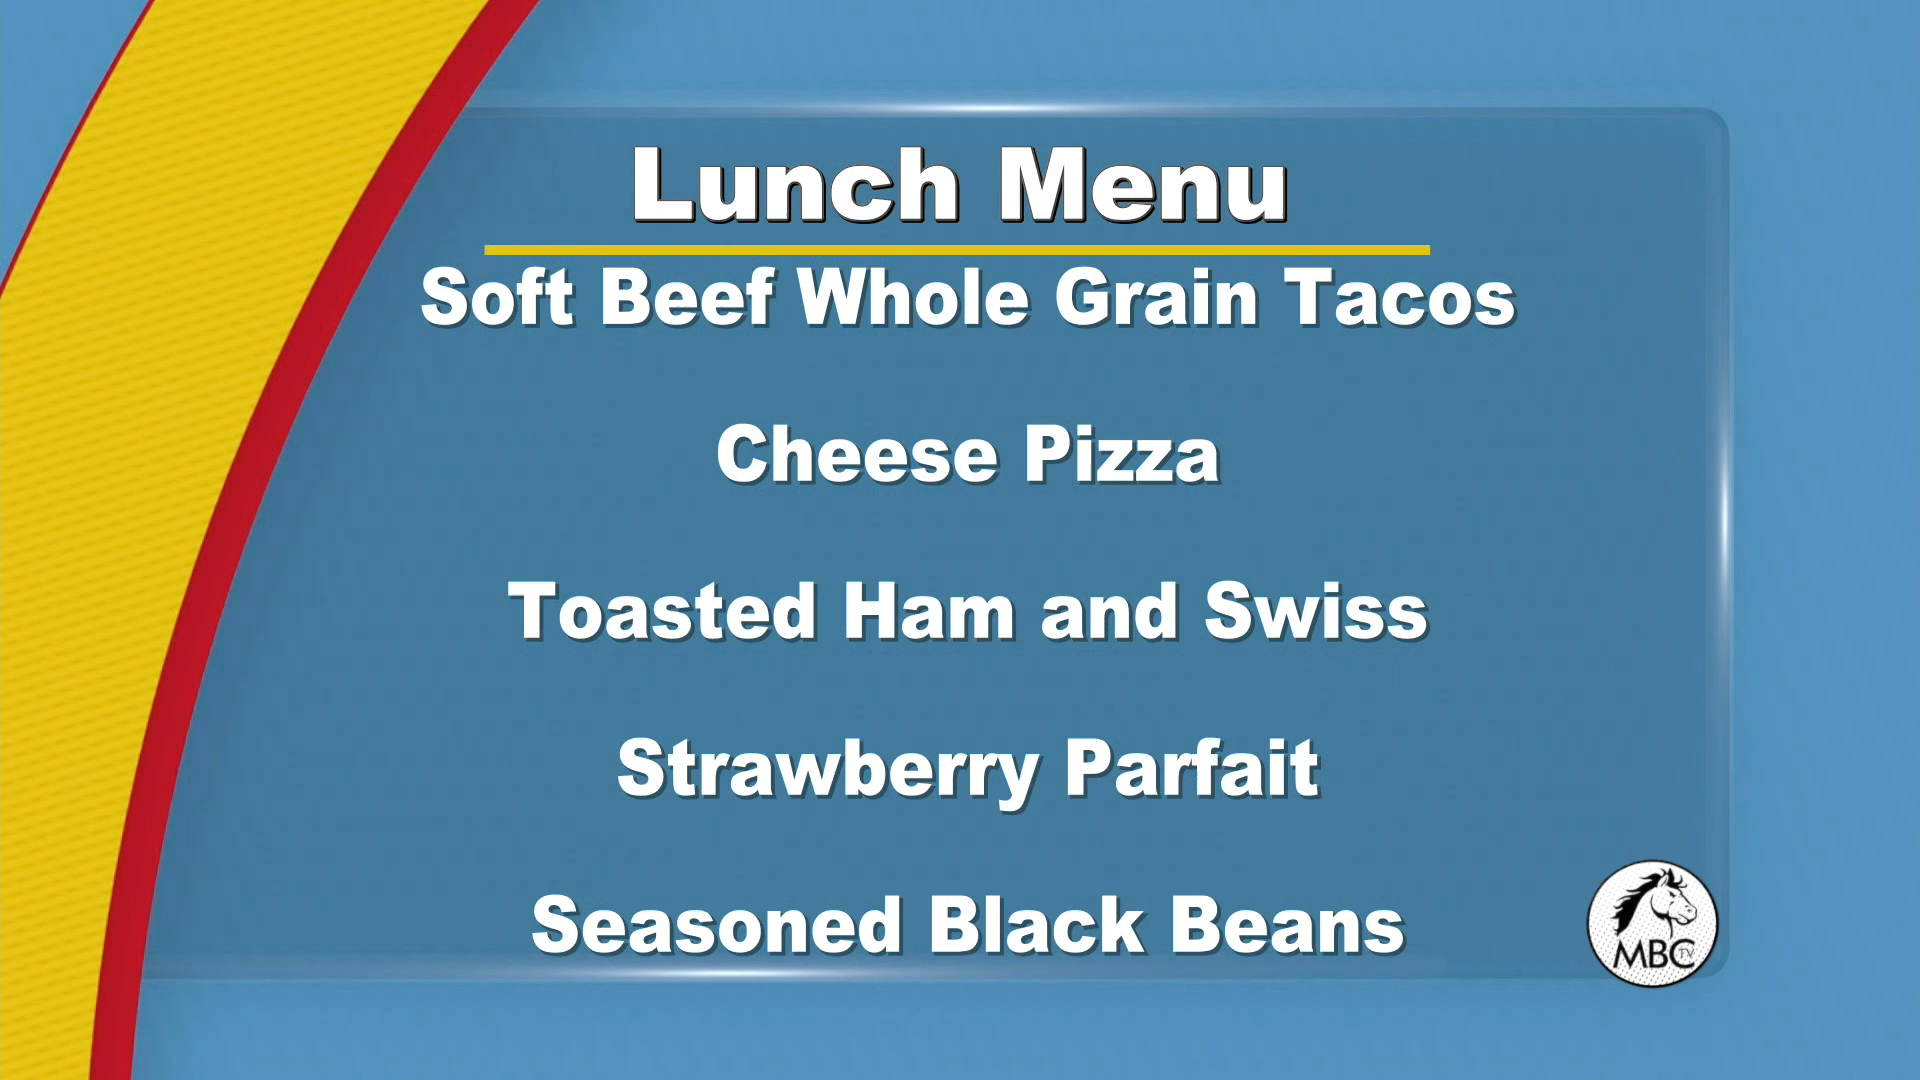 Lunch Menu
Soft Beef Whole Grain Tacos
Cheese Pizza
Toasted Ham and Swiss
Strawberry Parfait
Seasoned Black Beans
MBC
TV